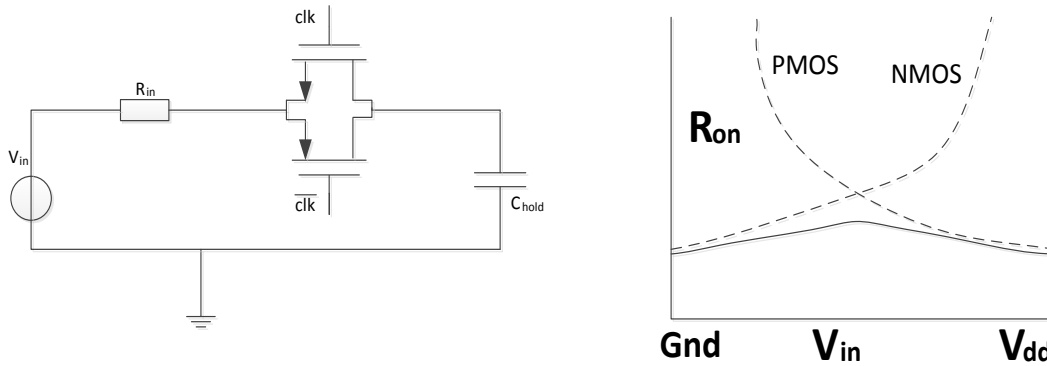 clk
Rin
Vin
clk
Chold
PMOS
NMOS
Ron
Gnd
Vin
Vdd